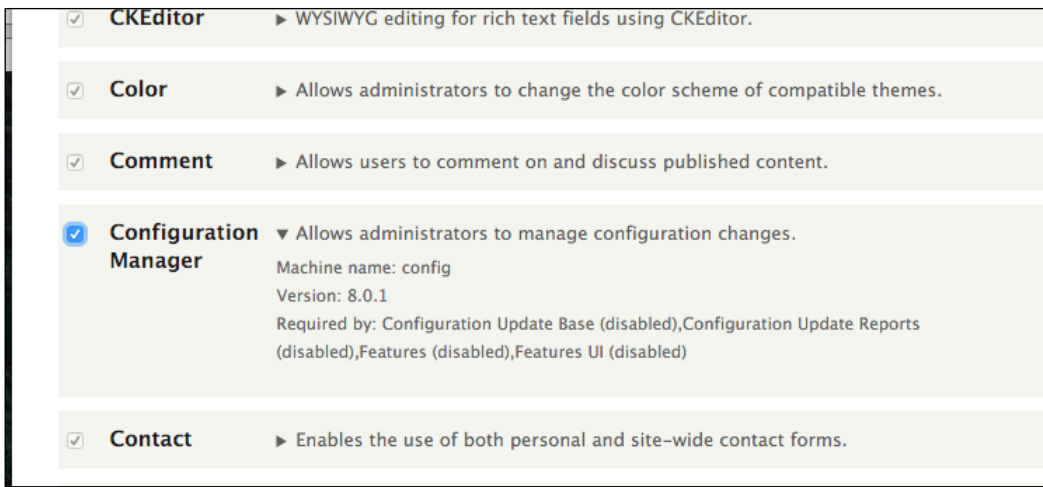 CKEditor ▶ WYSIWYG editing for rich text fields using CKEditor.
Color ▶ Allows administrators to change the color scheme of compatible themes.
Comment ▶ Allows users to comment on and discuss published content.
Configuration ▼ Allows administrators to manage configuration changes.
Manager
Machine name: config
Version: 8.0.1
Required by: Configuration Update Base (disabled),Configuration Update Reports
(disabled),Features (disabled),Features UI (disabled)
Contact ▶ Enables the use of both personal and site-wide contact forms.